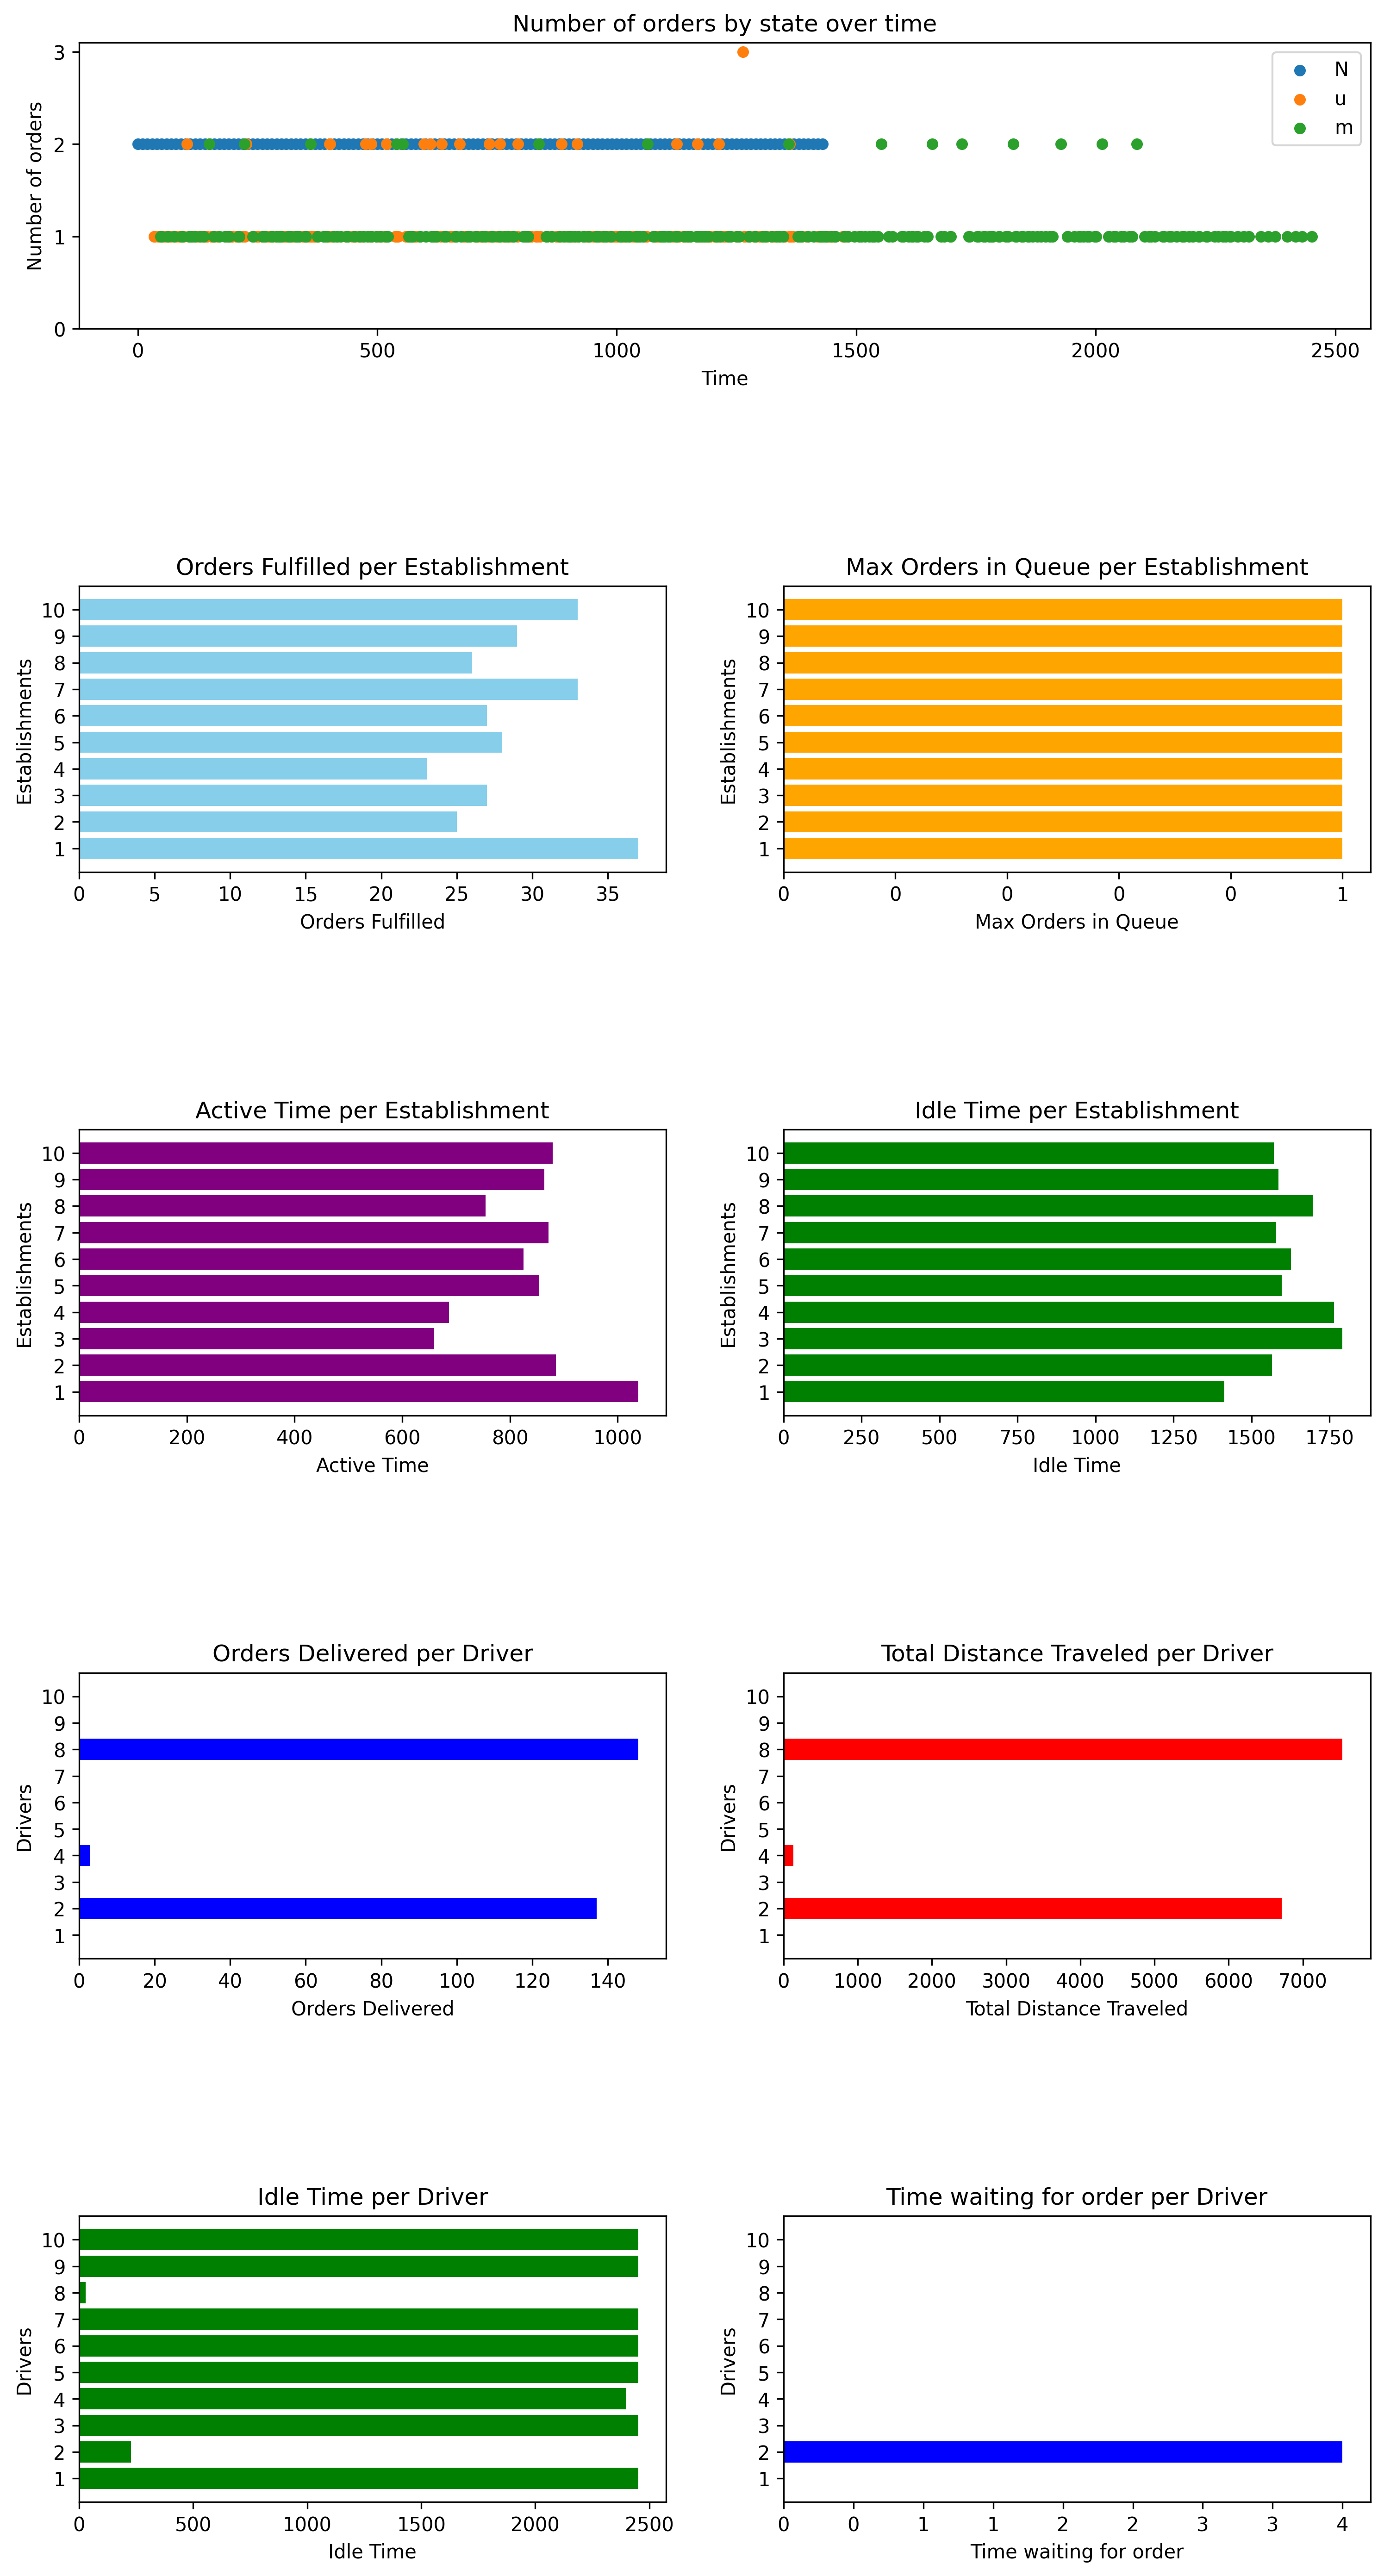 Number of orders by state over time
3
2
1
0
Number of orders
N
u
m
0 500 1000 1500 2000 2500
Time
Orders Fulfilled per Establishment
10
9
8
7
6
5
4
3
2
1
Establishments
0 5 10 15 20 25 30 35
Orders Fulfilled
Max Orders in Queue per Establishment
10
9
8
7
6
5
4
3
2
1
Establishments
0 0 0 0 0 1
Max Orders in Queue
Active Time per Establishment
10
9
8
7
6
5
4
3
2
1
Establishments
0 200 400 600 800 1000
Active Time
Idle Time per Establishment
10
9
8
7
6
5
4
3
2
1
Establishments
0 250 500 750 1000 1250 1500 1750
Idle Time
Orders Delivered per Driver
10
9
8
7
6
5
4
3
2
1
Drivers
0 20 40 60 80 100 120 140
Orders Delivered
Total Distance Traveled per Driver
10
9
8
7
6
5
4
3
2
1
Drivers
0 1000 2000 3000 4000 5000 6000 7000
Total Distance Traveled
Idle Time per Driver
10
9
8
7
6
5
4
3
2
1
Drivers
0 500 1000 1500 2000 2500
Idle Time
Time waiting for order per Driver
10
9
8
7
6
5
4
3
2
1
Drivers
0 0 1 1 2 2 3 3 4
Time waiting for order